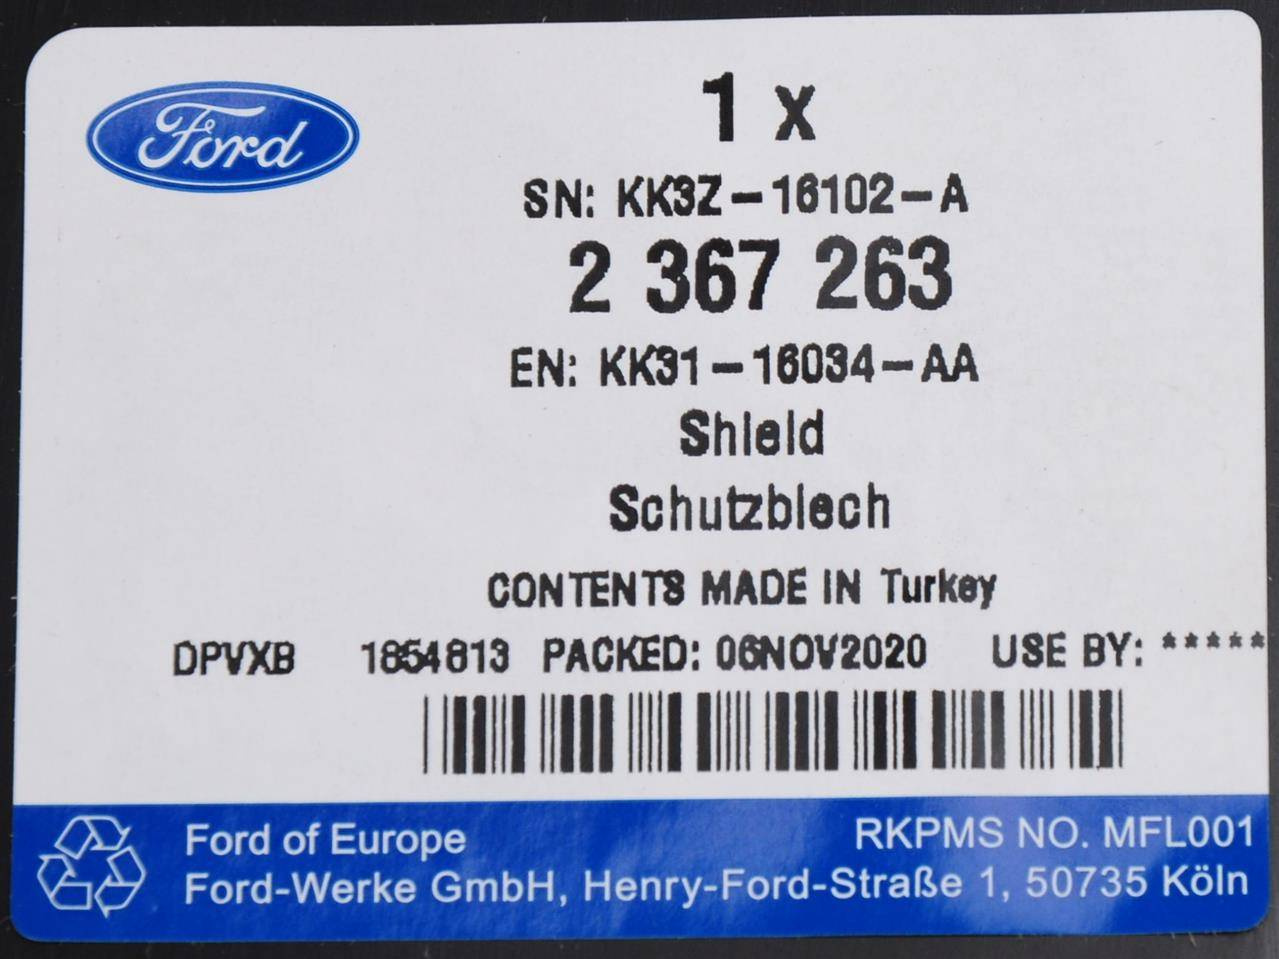 Ford
1 x
SN: KK3Z-16102-A
2 367 263
EN: KK31-16034-AA
Shield
Schutzblech
CONTENTS MADE IN Turkey
DPVXB 1854813 PACKED: 06NOV2020 USE BY: *****
Ford of Europe RKPMS NO. MFL001
Ford-Werke GmbH, Henry-Ford-Straße 1, 50735 Köln